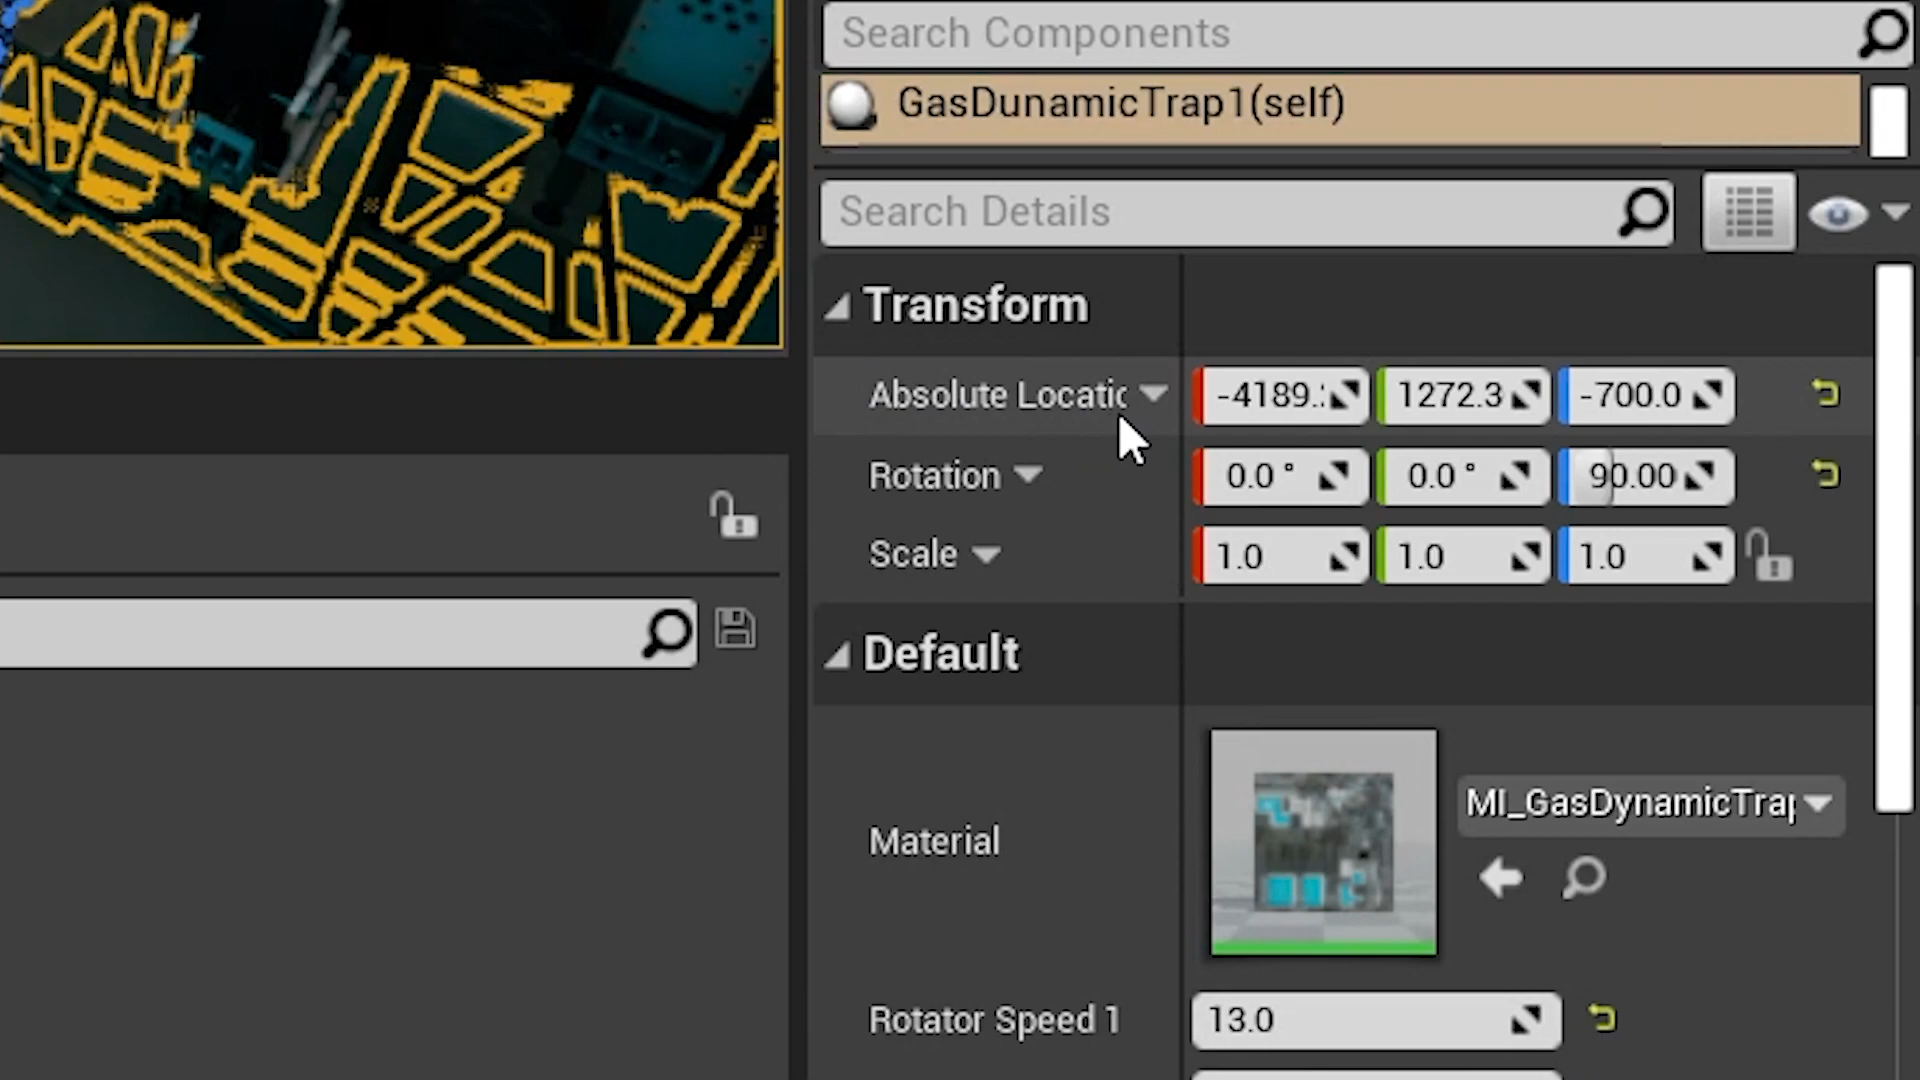 Search Components
GasDunamicTrap1(self)
Search Details
Transform
Absolute Locatic -4189. 1272.3 -700.0
Rotation 0.0 ° 0.0 ° 90.00
Scale 1.0 1.0 1.0
Default
Material MI_GasDynamicTrap
Rotator Speed 1 13.0